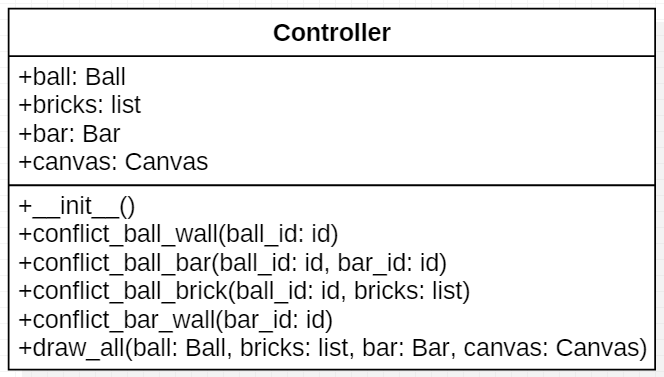 Controller
+ball: Ball
+bricks: list
+bar: Bar
+canvas: Canvas
+__init__()
+conflict_ball_wall(ball_id: id)
+conflict_ball_bar(ball_id: id, bar_id: id)
+conflict_ball_brick(ball_id: id, bricks: list)
+conflict_bar_wall(bar_id: id)
+draw_all(ball: Ball, bricks: list, bar: Bar, canvas: Canvas)